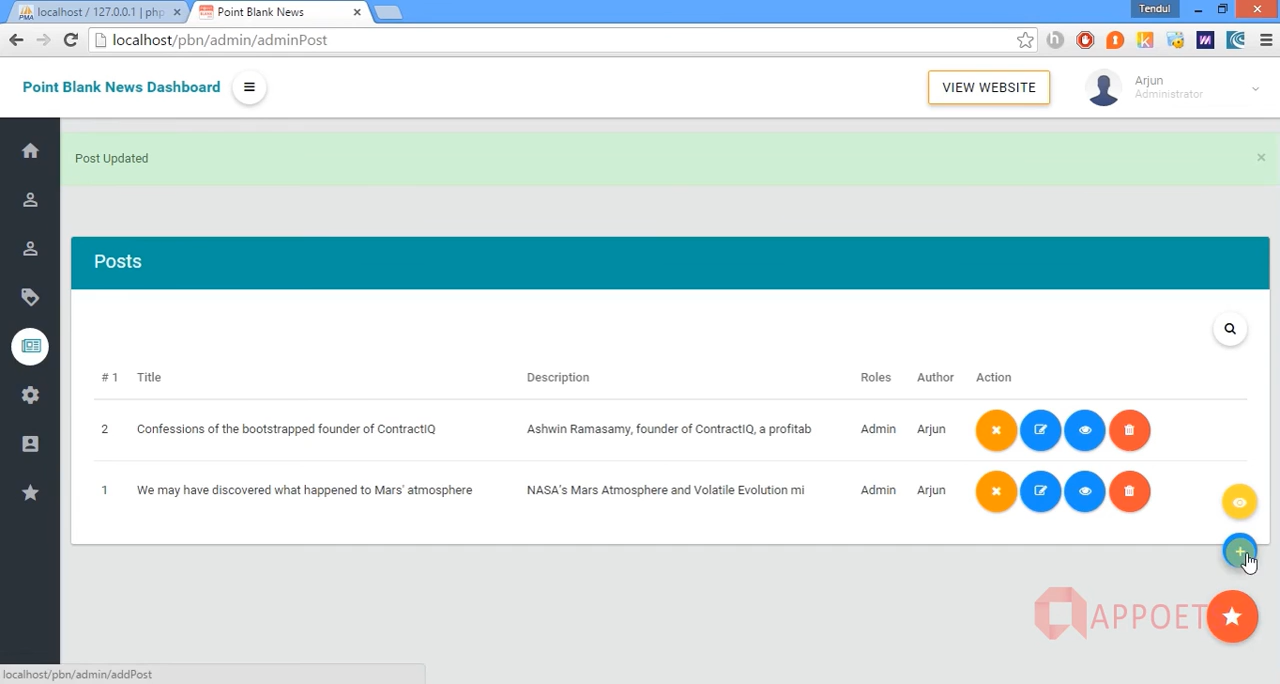 localhost / 127.0.0.1 | php
Point Blank News
Tendul
localhost/pbn/admin/adminPost
Point Blank News Dashboard
VIEW WEBSITE
Arjun
Administrator
Post Updated
Posts
# 1 Title Description Roles Author Action
2 Confessions of the bootstrapped founder of ContractIQ Ashwin Ramasamy, founder of ContractIQ, a profitab Admin Arjun
1 We may have discovered what happened to Mars' atmosphere NASA's Mars Atmosphere and Volatile Evolution mi Admin Arjun
APPOET
localhost/pbn/admin/addPost